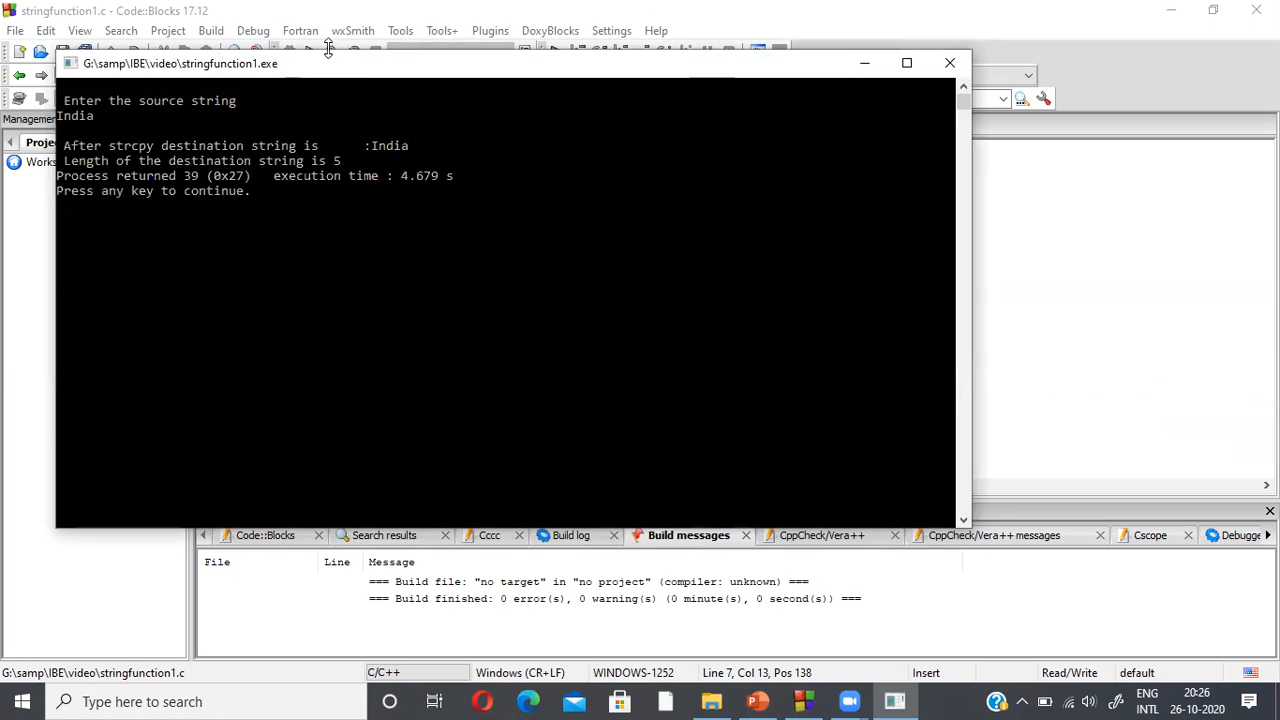 stringfunction1.c - Code::Blocks 17.12
File Edit View Search Project Build Debug Fortran wxSmith Tools Tools+ Plugins DoxyBlocks Settings Help
G:\samp\IBE\video\stringfunction1.exe
Enter the source string
India
After strcpy destination string is :India
Length of the destination string is 5
Process returned 39 (0x27) execution time : 4.679 s
Press any key to continue.
Management
Works
Code::Blocks Search results Cccc Build log Build messages CppCheck/Vera++ CppCheck/Vera++ messages Cscope
File Line Message
=== Build file: "no target" in "no project" (compiler: unknown) ===
=== Build finished: 0 error(s), 0 warning(s) (0 minute(s), 0 second(s)) ===
G:\samp\IBE\video\stringfunction1.c C/C++ Windows (CR+LF) WINDOWS-1252 Line 7, Col 13, Pos 138 Insert Read/Write default
Type here to search
ENG
INTL
20:26
26-10-2020